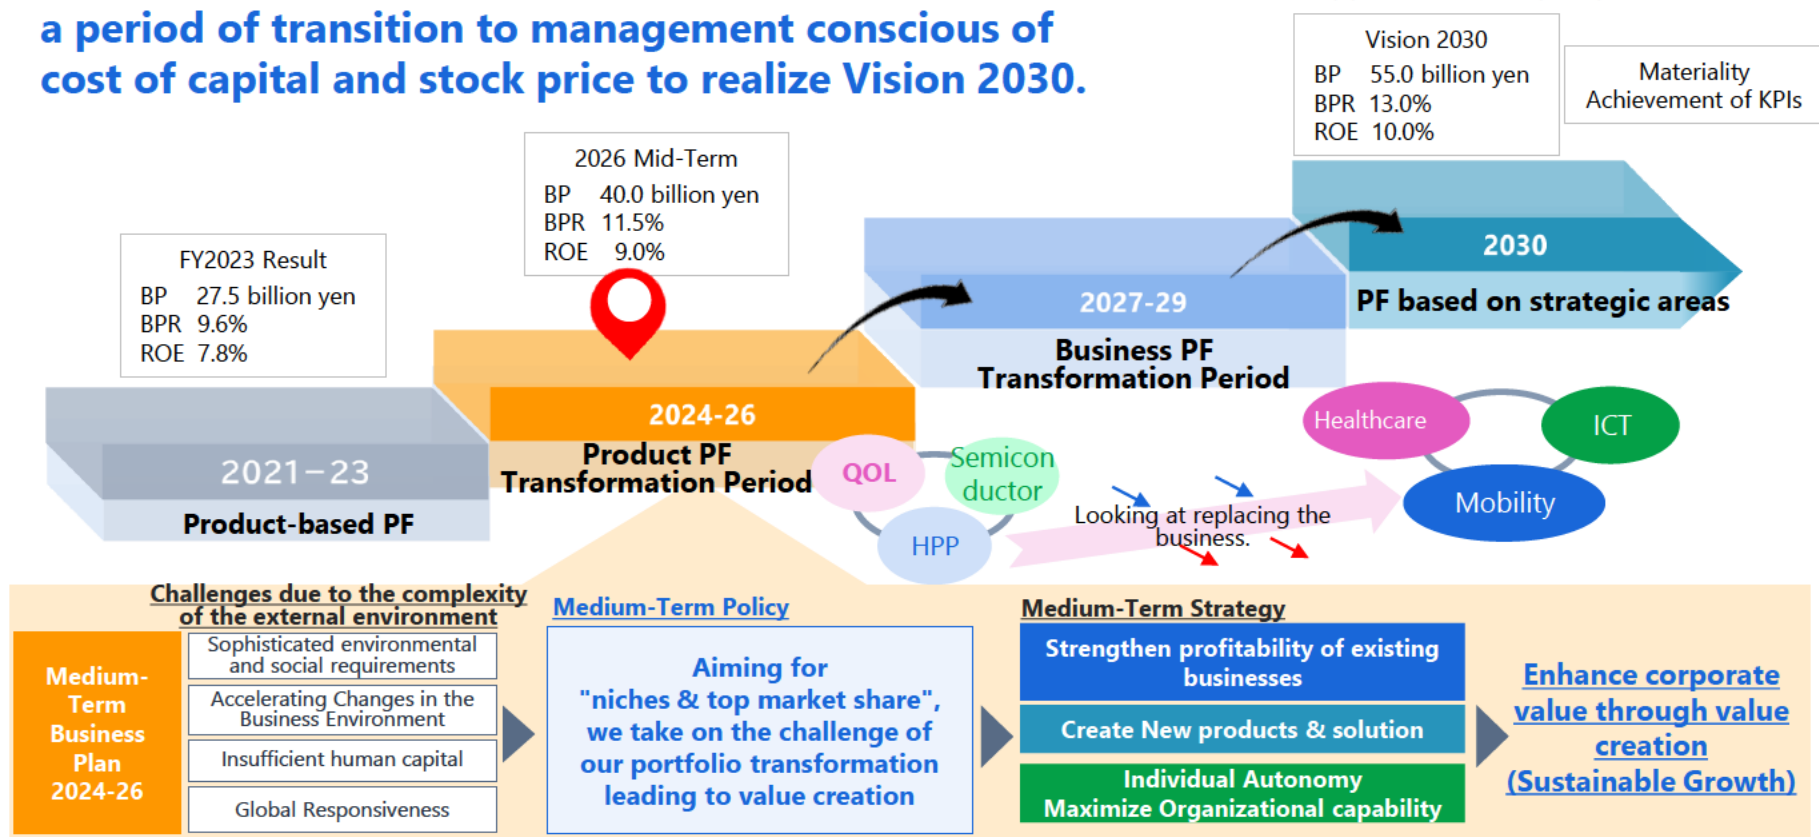 a period of transition to management conscious of
cost of capital and stock price to realize Vision 2030.
Vision 2030
BP 55.0 billion yen
BPR 13.0%
ROE 10.0%
Materiality
Achievement of KPIs
2026 Mid-Term
BP 40.0 billion yen
BPR 11.5%
ROE 9.0%
FY2023 Result
BP 27.5 billion yen
BPR 9.6%
ROE 7.8%
2030
PF based on strategic areas
2027-29
Business PF
Transformation Period
2024-26
Product PF
Transformation Period
2021－23
Product-based PF
QOL
Semicon
ductor
HPP
Looking at replacing the
business.
Healthcare
ICT
Mobility
Medium-
Term
Business
Plan
2024-26
Challenges due to the complexity
of the external environment
Sophisticated environmental
and social requirements
Accelerating Changes in the
Business Environment
Insufficient human capital
Global Responsiveness
Medium-Term Policy
Aiming for
"niches & top market share",
we take on the challenge of
our portfolio transformation
leading to value creation
Medium-Term Strategy
Strengthen profitability of existing
businesses
Create New products & solution
Individual Autonomy
Maximize Organizational capability
Enhance corporate
value through value
creation
(Sustainable Growth)